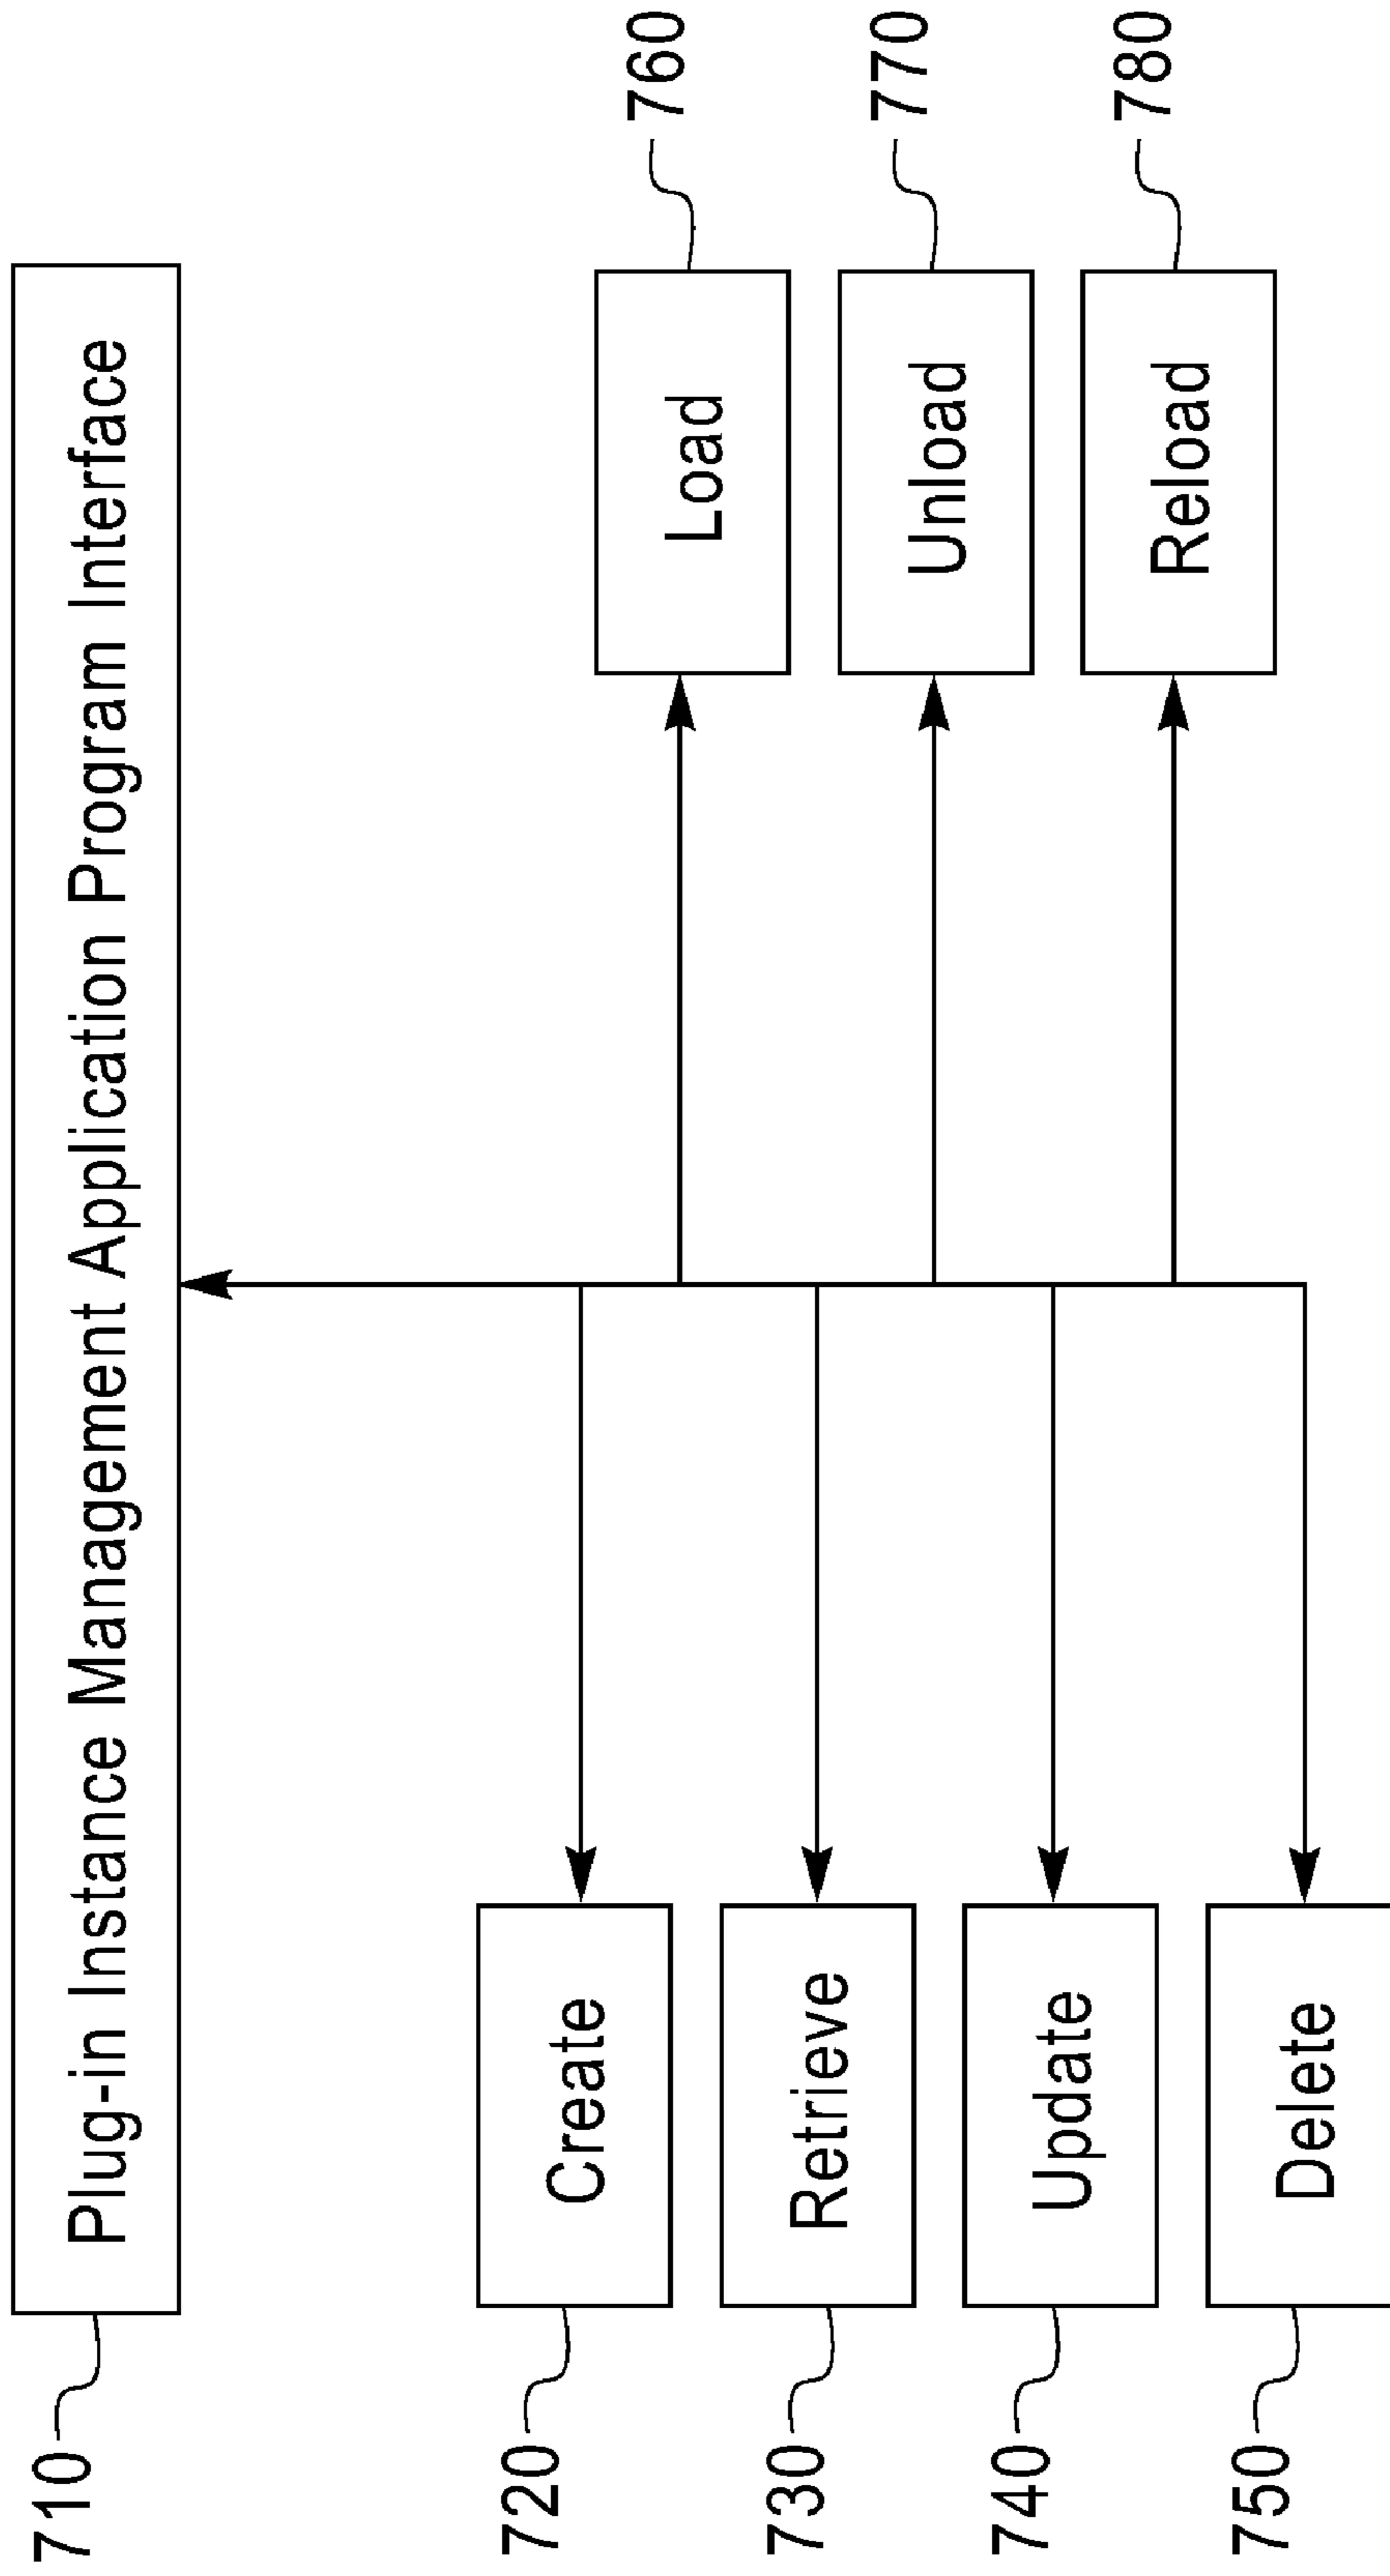 710
Plug-in Instance Management Application Program Interface
720
Create
Load
760
730
Retrieve
Unload
770
740
Update
Reload
780
750
Delete